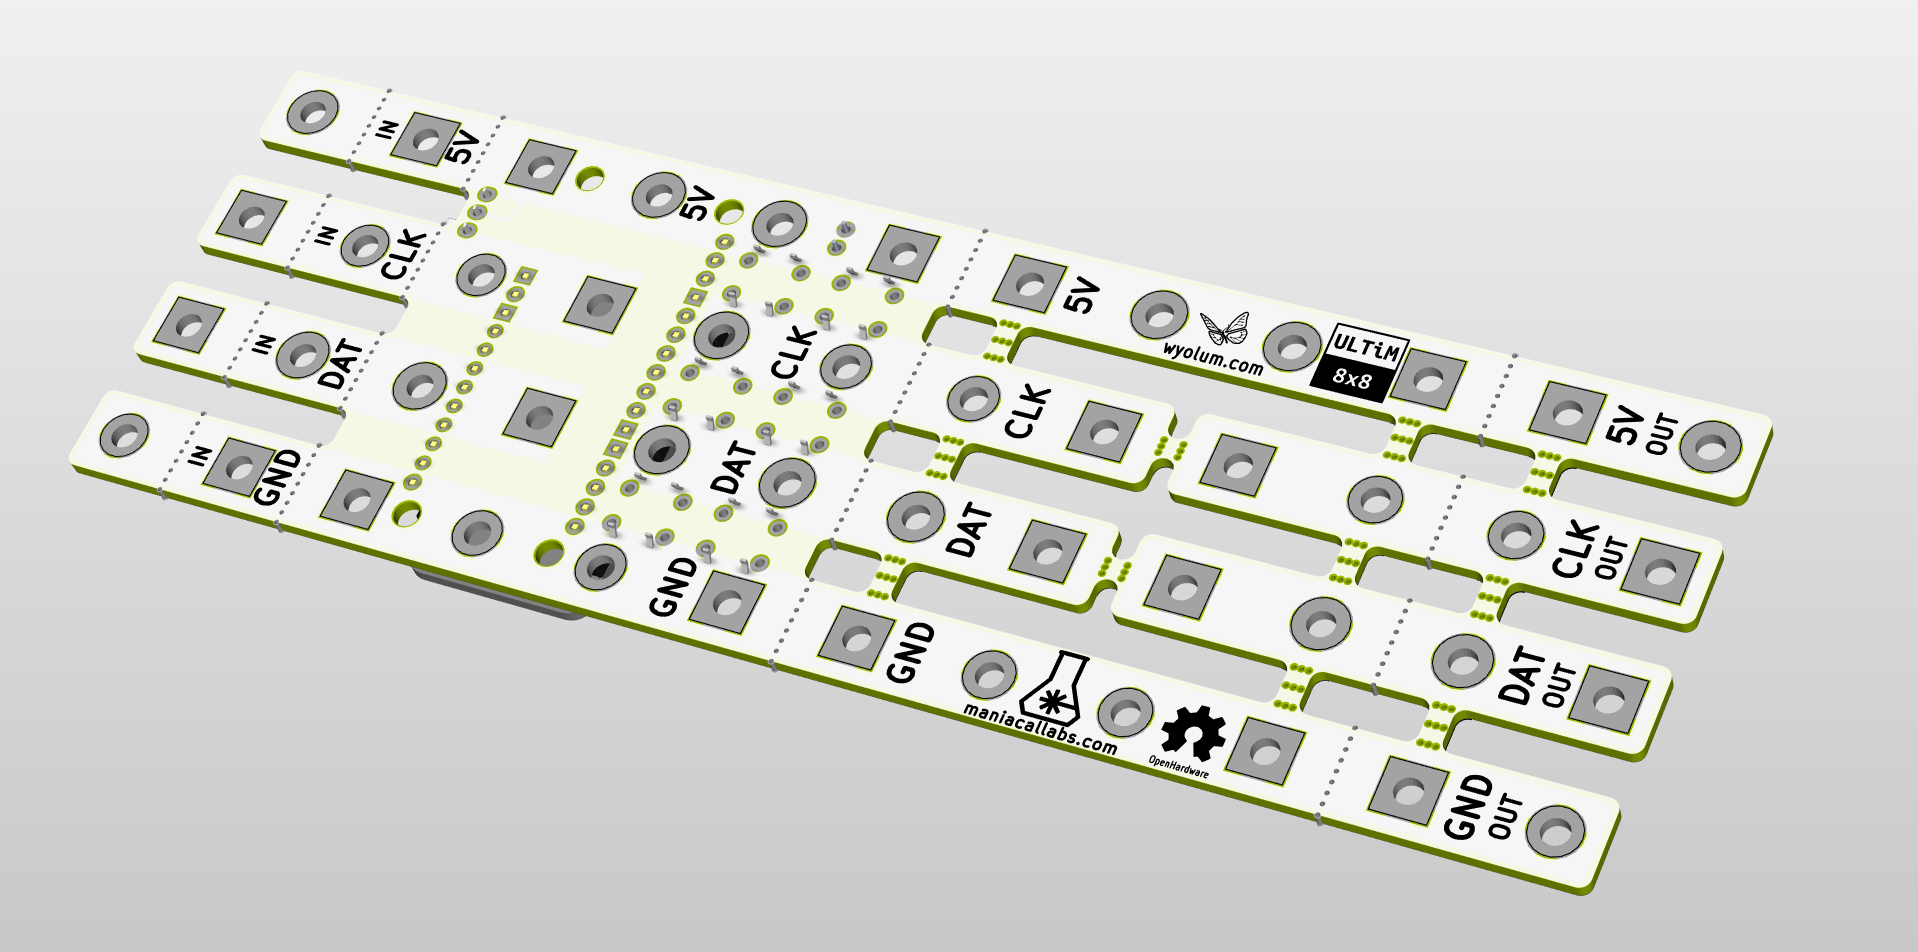 IN
5V
5V
5V
wyolum.com
ULTiM
8x8
5V
OUT
IN
CLK
CLK
CLK
CLK
OUT
IN
DAT
DAT
DAT
DAT
OUT
IN
GND
GND
GND
maniacallabs.com
OpenHardware
GND
OUT